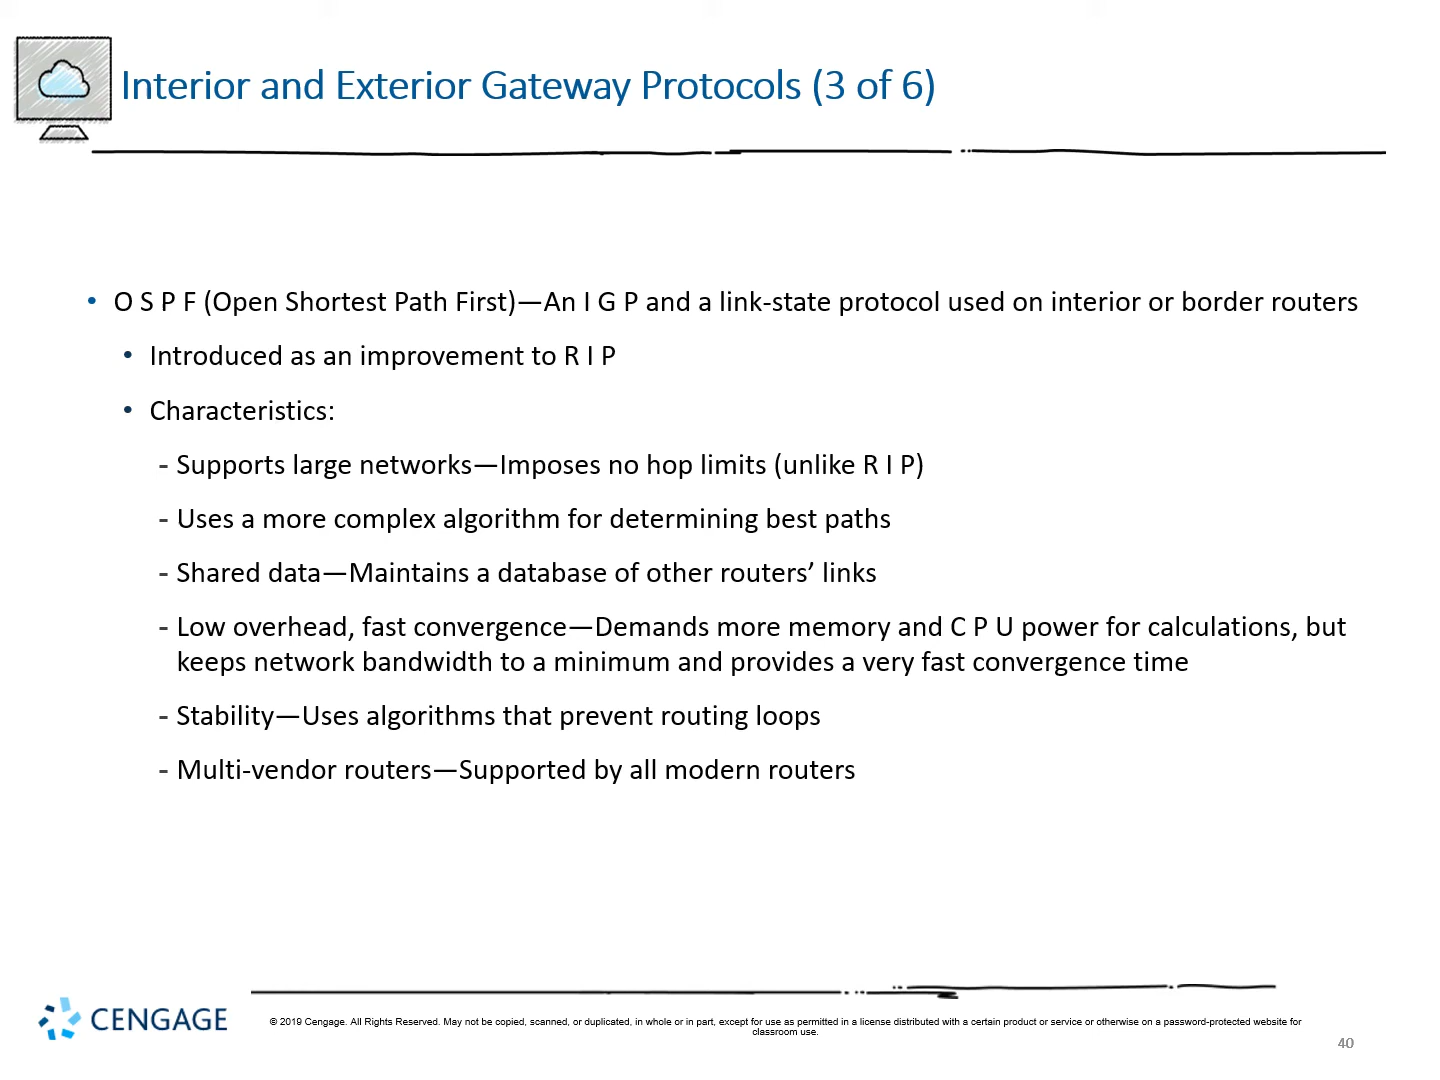 Interior and Exterior Gateway Protocols (3 of 6)
• O S P F (Open Shortest Path First)—An I G P and a link-state protocol used on interior or border routers
• Introduced as an improvement to R I P
• Characteristics:
- Supports large networks—Imposes no hop limits (unlike R I P)
- Uses a more complex algorithm for determining best paths
- Shared data—Maintains a database of other routers’ links
- Low overhead, fast convergence—Demands more memory and C P U power for calculations, but
keeps network bandwidth to a minimum and provides a very fast convergence time
- Stability—Uses algorithms that prevent routing loops
- Multi-vendor routers—Supported by all modern routers
CENGAGE
© 2019 Cengage. All Rights Reserved. May not be copied, scanned, or duplicated, in whole or in part, except for use as permitted in a license distributed with a certain product or service or otherwise on a password-protected website for
classroom use.
40